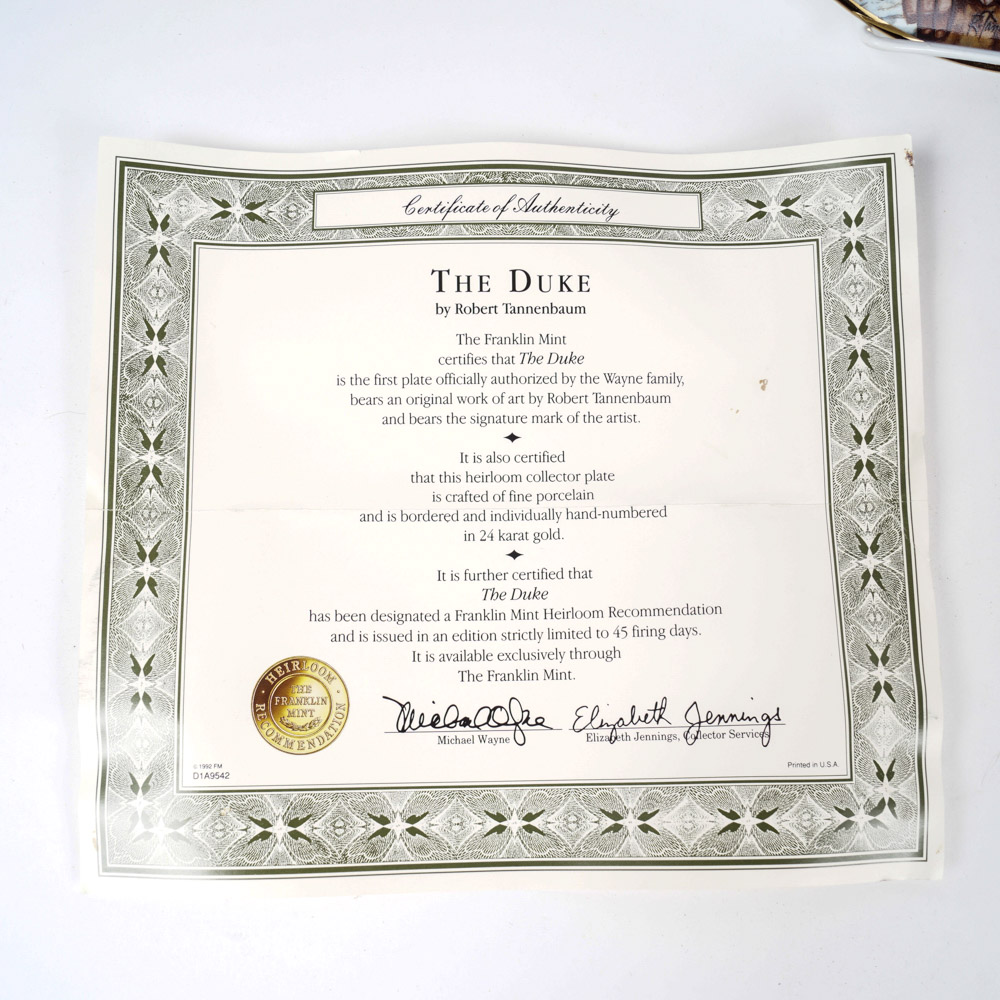 Certificate of Authenticity
THE DUKE
by Robert Tannenbaum
The Franklin Mint
certifies that The Duke
is the first plate officially authorized by the Wayne family,
bears an original work of art by Robert Tannenbaum
and bears the signature mark of the artist.
It is also certified
that this heirloom collector plate
is crafted of fine porcelain
and is bordered and individually hand-numbered
in 24 karat gold.
It is further certified that
The Duke
has been designated a Franklin Mint Heirloom Recommendation
and is issued in an edition strictly limited to 45 firing days.
It is available exclusively through
The Franklin Mint.
HEIRLOOM
THE
FRANKLIN
MINT
RECOMMENDATION
Elizabeth Jennings
Michael Wayne
Elizabeth Jennings, Collector Services
© 1992 FM
D1A9542
Printed in U.S.A.